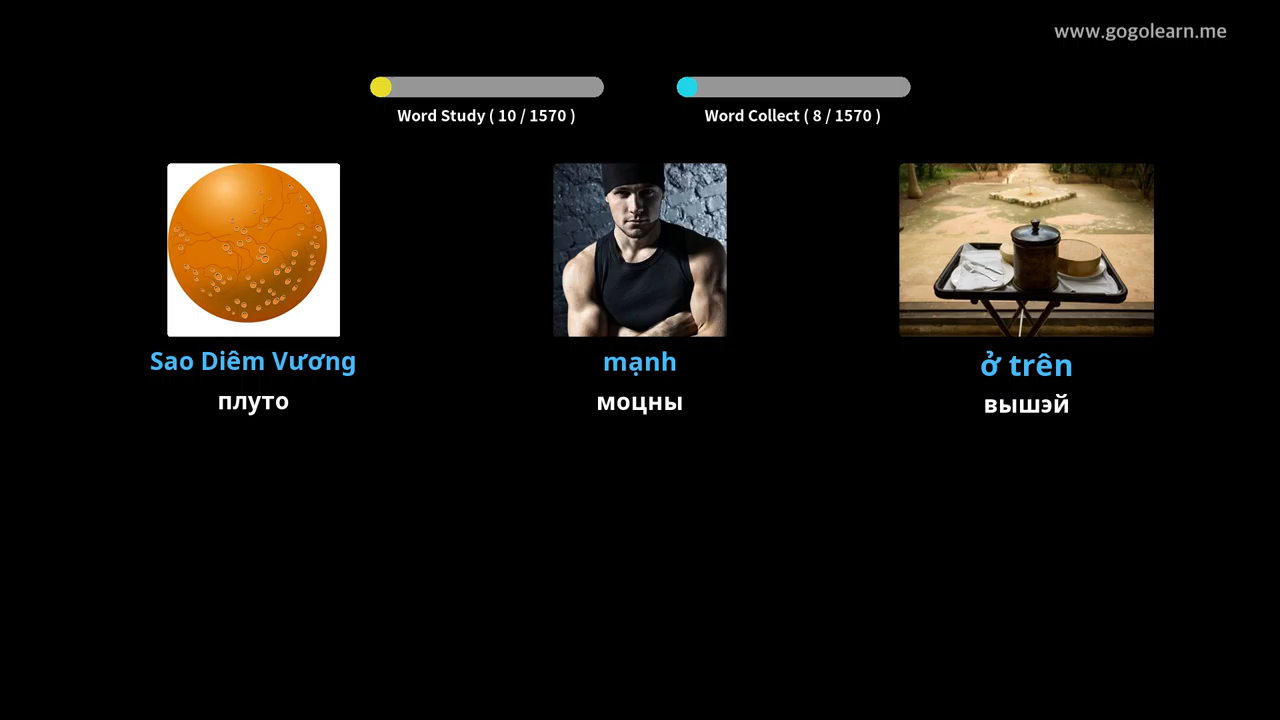 www.gogolearn.me
Word Study ( 10 / 1570 )
Word Collect ( 8 / 1570 )
Sao Diêm Vương
плуто
mạnh
моцны
ở trên
вышэй